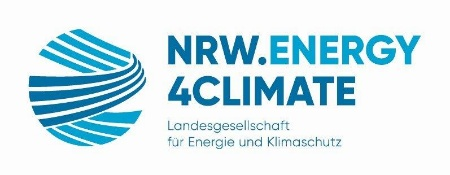 NRW.ENERGY
4CLIMATE
Landesgesellschaft
für Energie und Klimaschutz